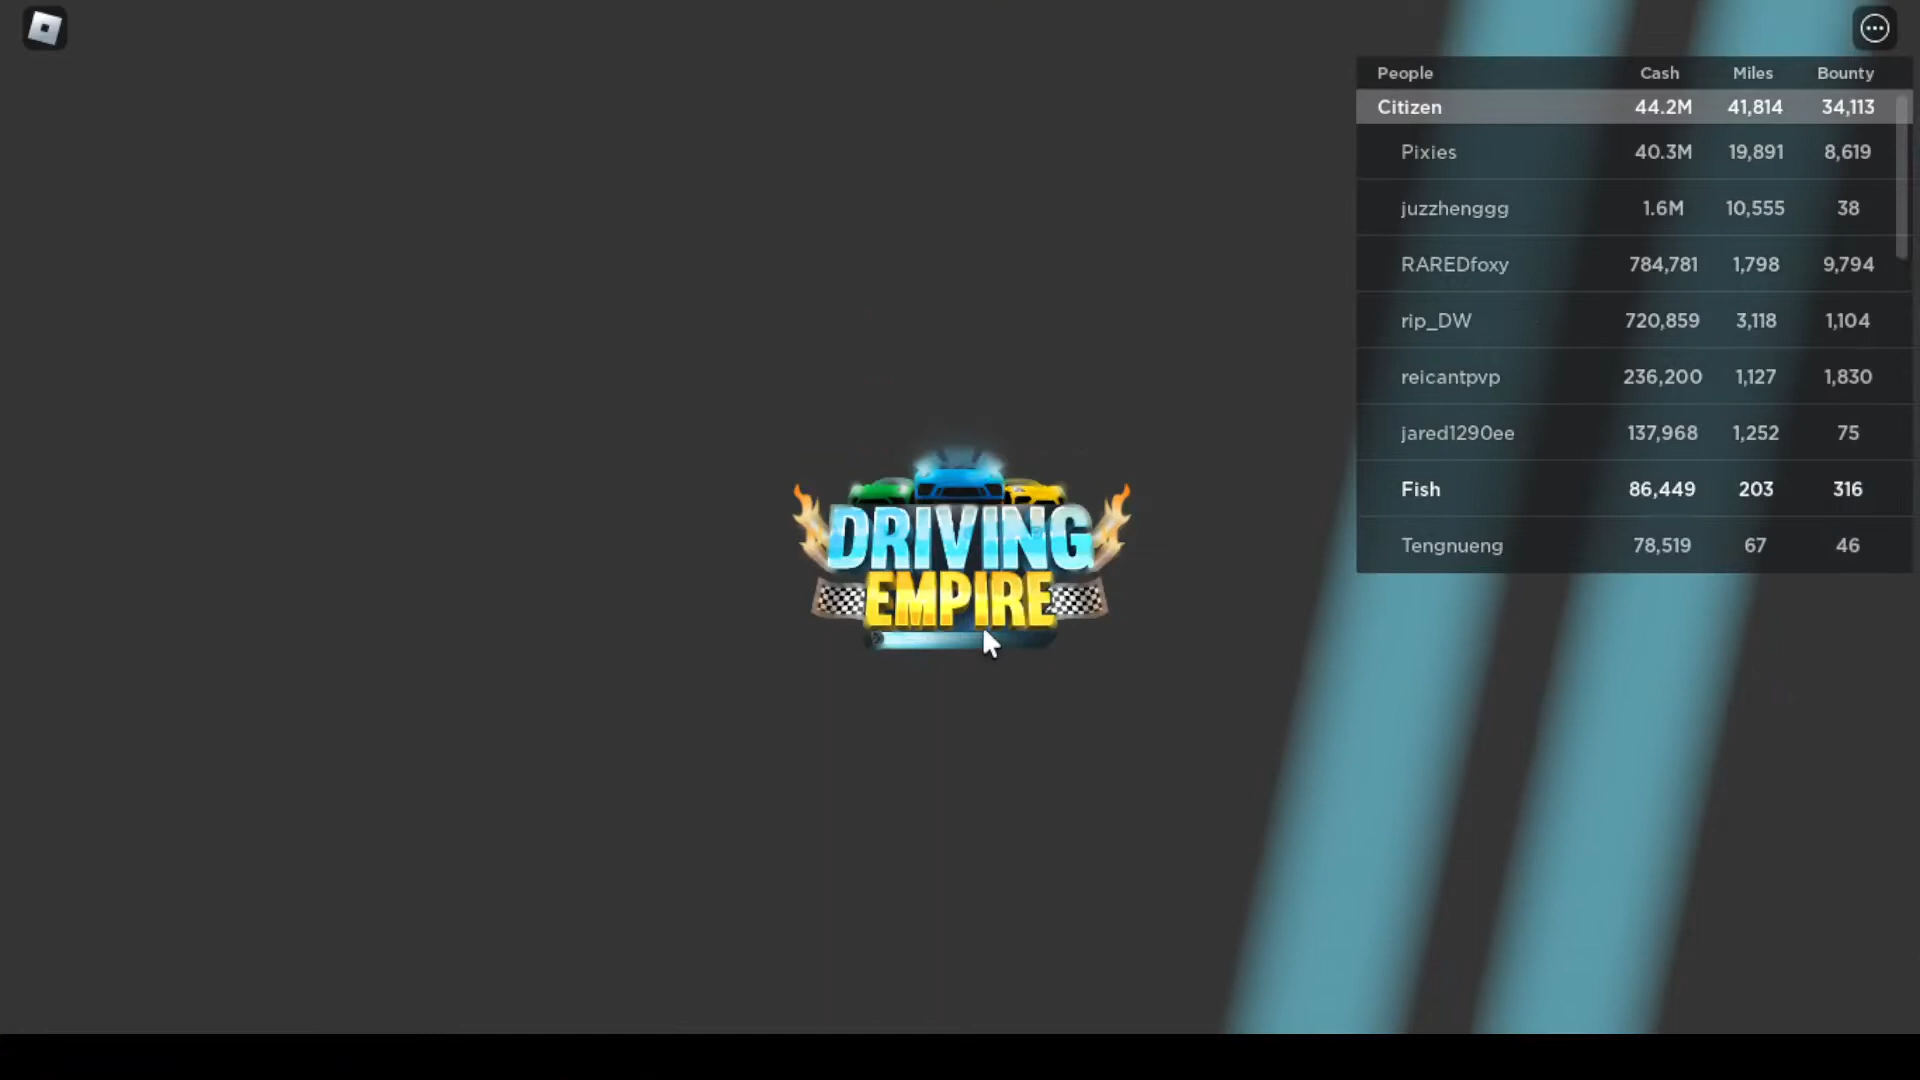 People Cash Miles Bounty
Citizen 44.2M 41,814 34,113
Pixies 40.3M 19,891 8,619
juzzhenggg 1.6M 10,555 38
RAREDfoxy 784,781 1,798 9,794
rip_DW 720,859 3,118 1,104
reicantpvp 236,200 1,127 1,830
jared1290ee 137,968 1,252 75
Fish 86,449 203 316
Tengnueng 78,519 67 46
DRIVING
EMPIRE